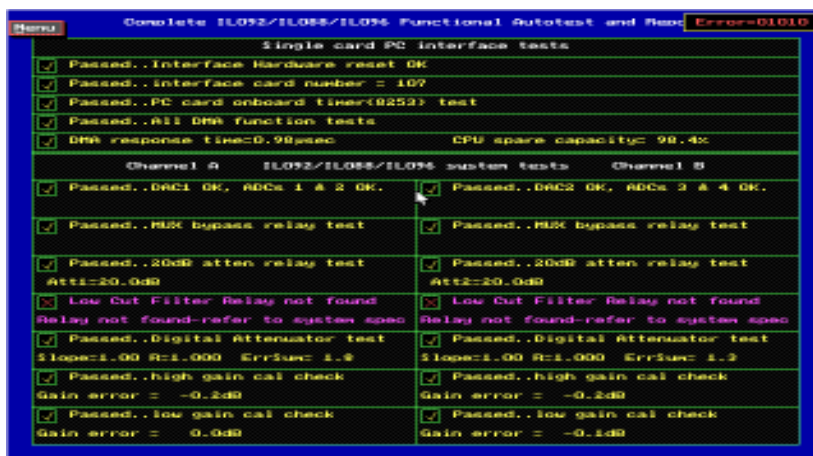 Menu
Complete IL092/IL088/IL096 Functional Autotest and Error=01010
Single card PC interface tests
Passed..Interface Hardware reset OK
Passed..interface card number = 107
Passed..PC card onboard timer(8253) test
Passed..All DMA function tests
DMA response time=0.98µsec CPU spare capacity= 98.4%
Channel A IL092/IL088/IL096 system tests Channel B
Passed..DAC1 OK, ADCs 1 & 2 OK. Passed..DAC2 OK, ADCs 3 & 4 OK.
Passed..MUX bypass relay test Passed..MUX bypass relay test
Passed..20dB atten relay test Passed..20dB atten relay test
Att1=20.0dB Att2=20.0dB
Low Cut Filter Relay not found Low Cut Filter Relay not found
Relay not found-refer to system spec Relay not found-refer to system spec
Passed..Digital Attenuator test Passed..Digital Attenuator test
Slope=1.00 R=1.000 ErrSum= Slope=1.00 R=1.000 ErrSum=
Passed..high gain cal check Passed..high gain cal check
Gain error = -0.2dB Gain error = -0.2dB
Passed..low gain cal check Passed..low gain cal check
Gain error = 0.0dB Gain error = -0.1dB